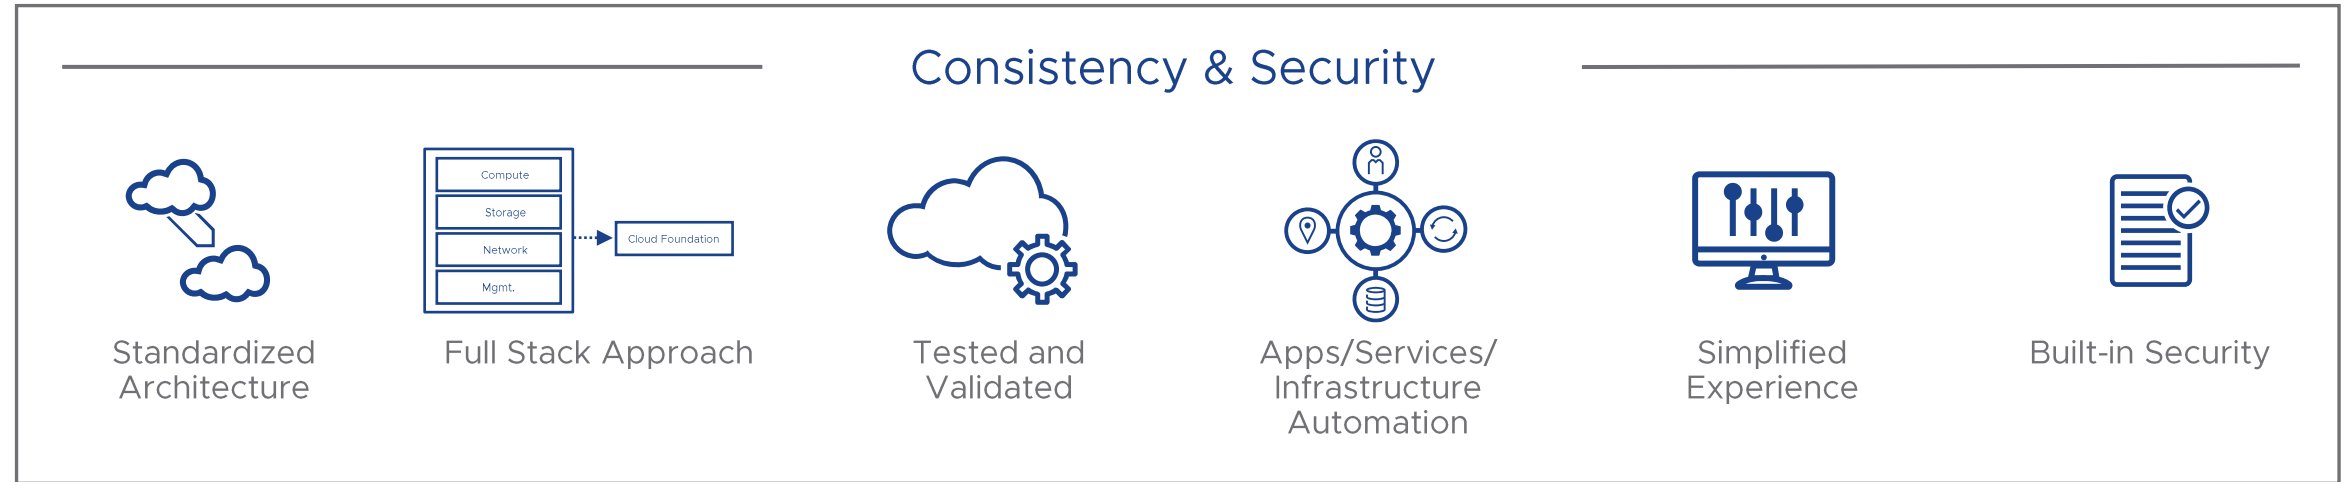 Consistency & Security
Compute
Storage
Network
Mgmt.
Cloud Foundation
Standardized
Architecture
Full Stack Approach
Tested and
Validated
Apps/Services/
Infrastructure
Automation
Simplified
Experience
Built-in Security